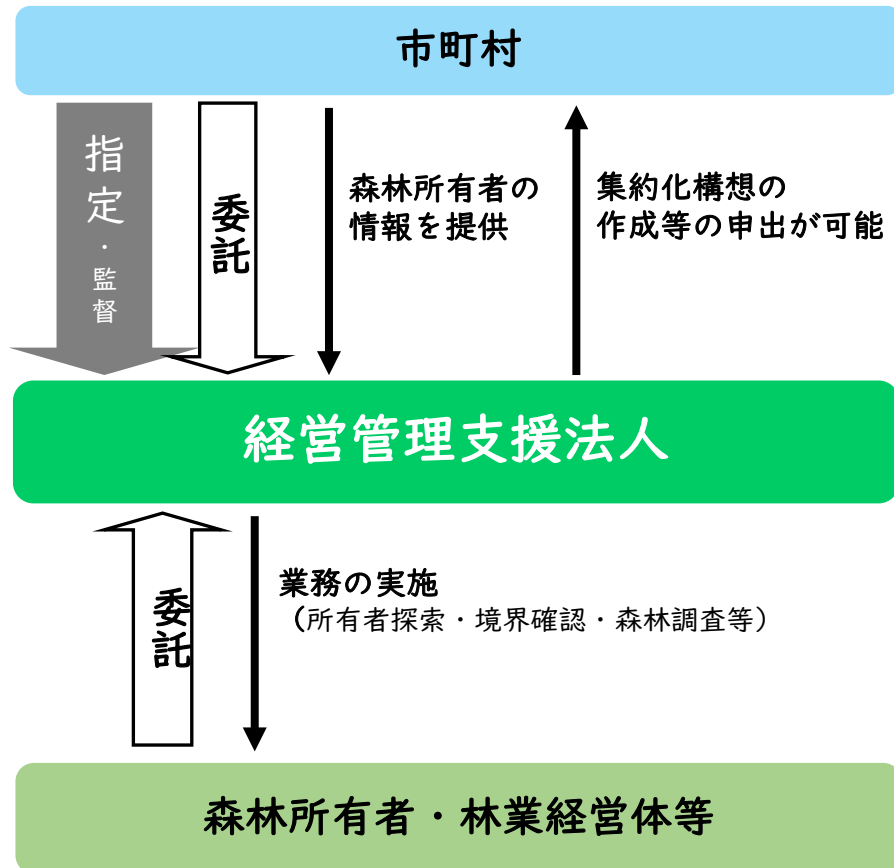 市町村
指定・監督
委託
森林所有者の
情報を提供
集約化構想の
作成等の申出が可能
経営管理支援法人
委託
業務の実施
（所有者探索・境界確認・森林調査等）
森林所有者・林業経営体等